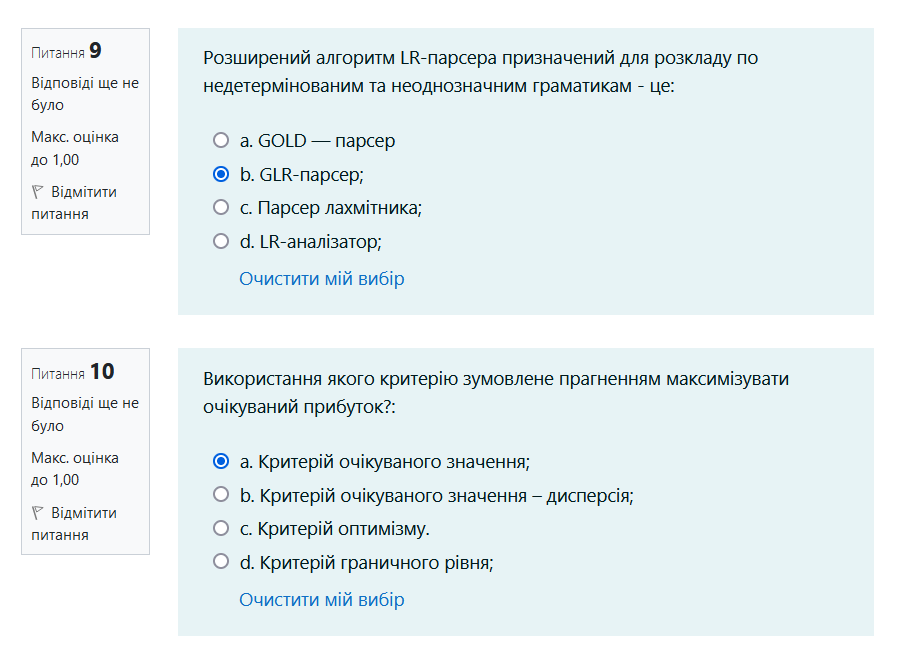 Питання 9
Відповіді ще не
було
Макс. оцінка
до 1,00
Відмітити
питання
Розширений алгоритм LR-парсера призначений для розкладу по
недетермінованим та неоднозначним граматикам - це:
a. GOLD — парсер
b. GLR-парсер;
c. Парсер лахмітника;
d. LR-аналізатор;
Очистити мій вибір
Питання 10
Відповіді ще не
було
Макс. оцінка
до 1,00
Відмітити
питання
Використання якого критерію зумовлене прагненням максимізувати
очікуваний прибуток?:
a. Критерій очікуваного значення;
b. Критерій очікуваного значення – дисперсія;
c. Критерій оптимізму.
d. Критерій граничного рівня;
Очистити мій вибір